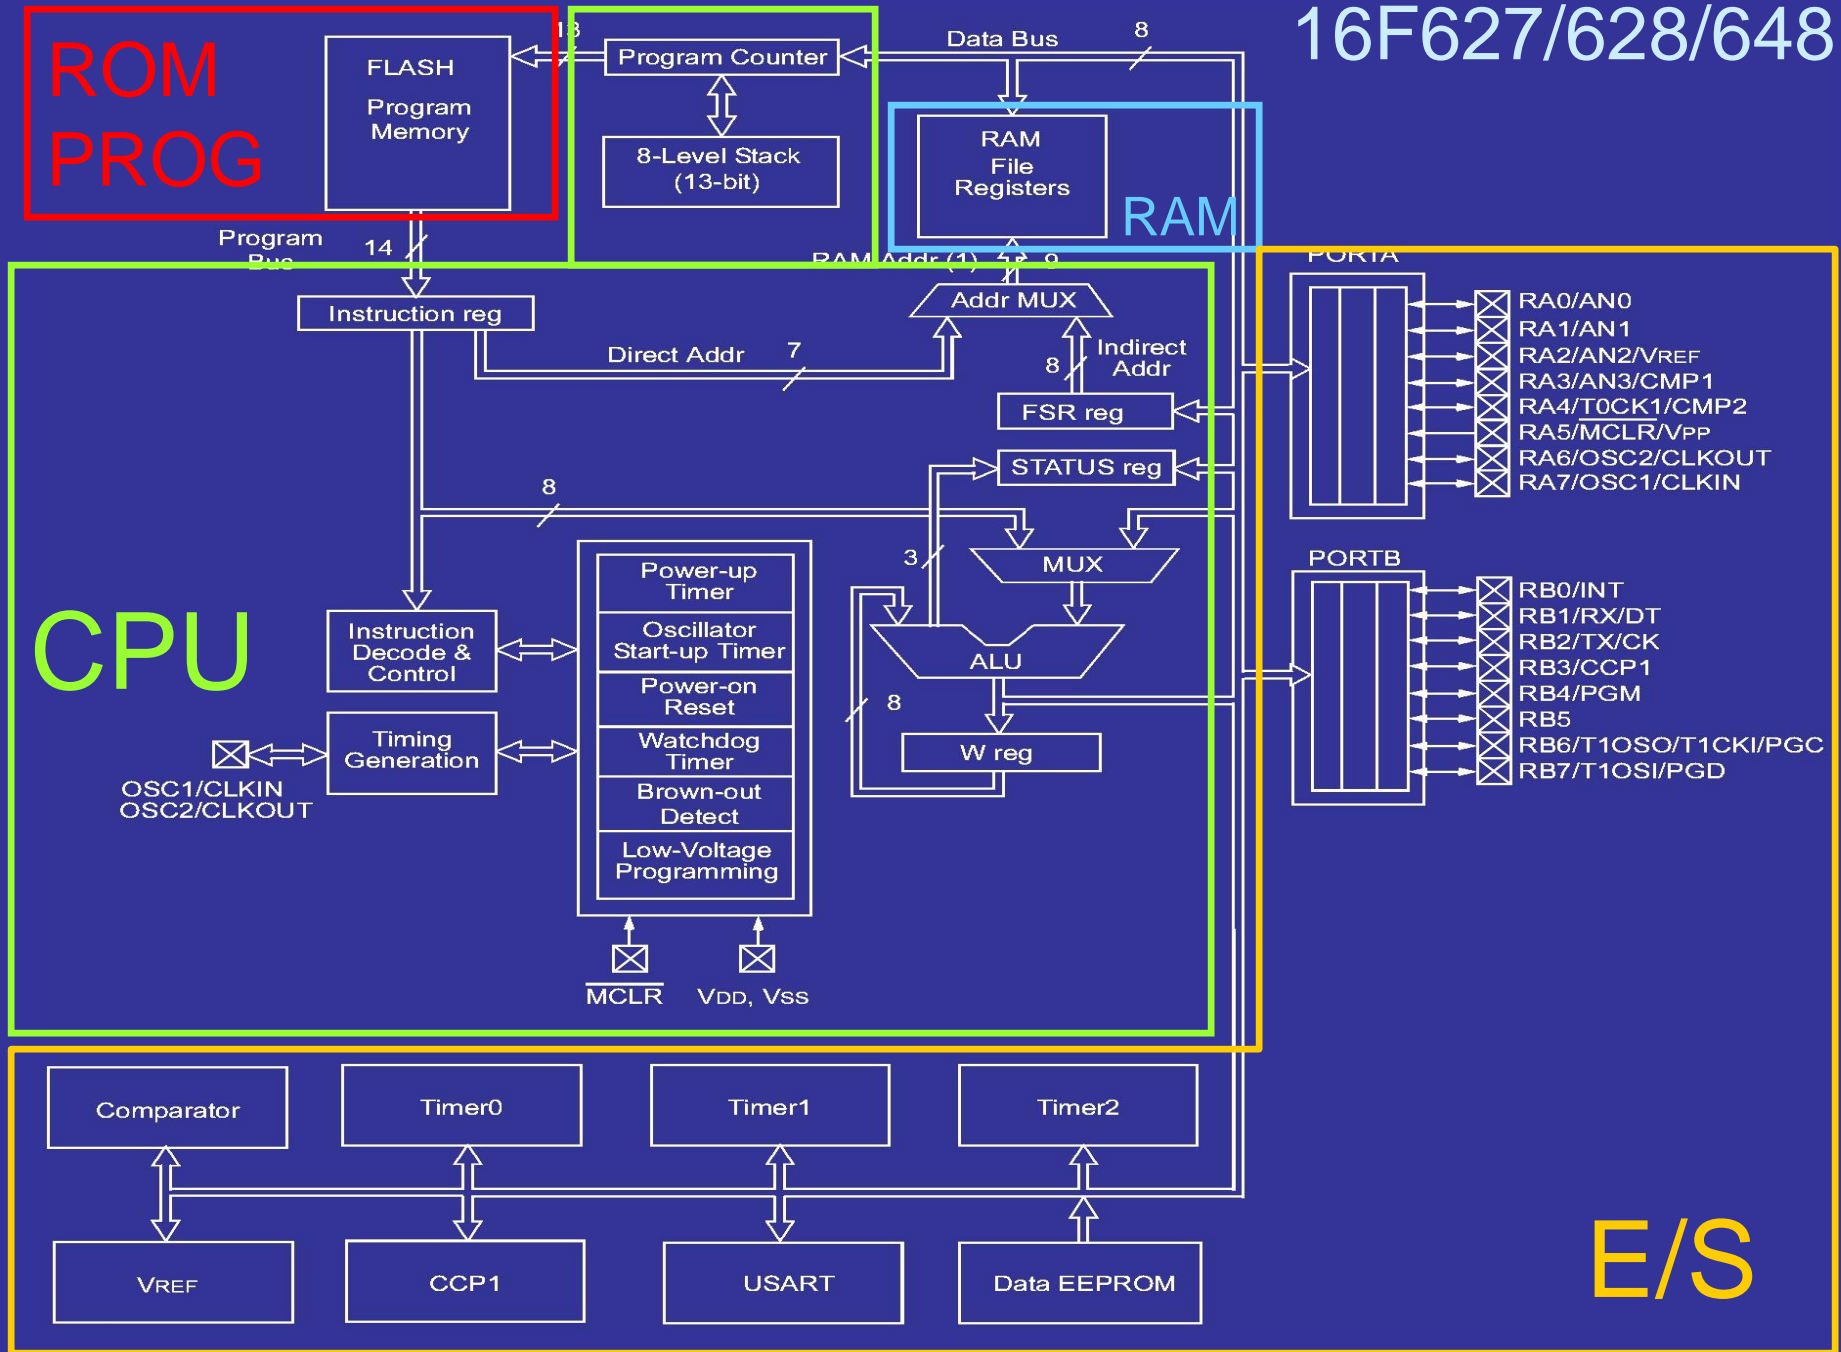 16F627/628/648
ROM
PROG
FLASH
Program
Memory
13
Program Counter
8-Level Stack
(13-bit)
Data Bus
8
RAM
File
Registers
RAM
Program
Bus
14
RAM Addr (1)
9
Addr MUX
Instruction reg
Direct Addr
7
8
Indirect
Addr
FSR reg
STATUS reg
8
3
MUX
CPU
Instruction
Decode &
Control
Timing
Generation
OSC1/CLKIN
OSC2/CLKOUT
Power-up
Timer
Oscillator
Start-up Timer
Power-on
Reset
Watchdog
Timer
Brown-out
Detect
Low-Voltage
Programming
MCLR
VDD, VSS
ALU
8
W reg
PORTA
RA0/AN0
RA1/AN1
RA2/AN2/VREF
RA3/AN3/CMP1
RA4/T0CK1/CMP2
RA5/MCLR/VPP
RA6/OSC2/CLKOUT
RA7/OSC1/CLKIN
PORTB
RB0/INT
RB1/RX/DT
RB2/TX/CK
RB3/CCP1
RB4/PGM
RB5
RB6/T1OSO/T1CKI/PGC
RB7/T1OSI/PGD
Comparator
Timer0
Timer1
Timer2
VREF
CCP1
USART
Data EEPROM
E/S